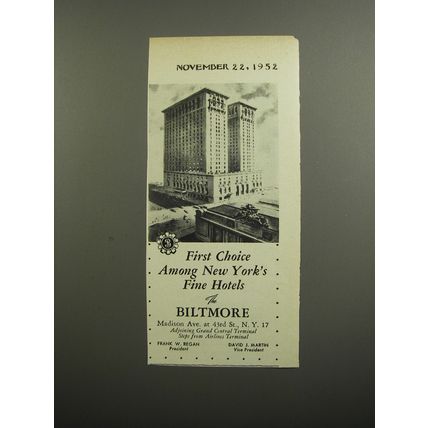 NOVEMBER 22, 1952
First Choice
Among New York's
Fine Hotels
The
BILTMORE
Madison Ave. at 43rd St., N. Y. 17
Adjoining Grand Central Terminal
Steps from Airlines Terminal
FRANK W. REGAN
President
DAVID J. MARTIN
Vice President